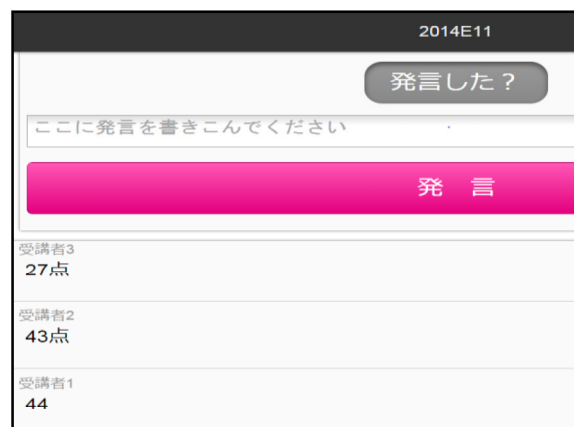 2014E11
発言した？
ここに発言を書きこんでください
発 言
受講者3
27点
受講者2
43点
受講者1
44